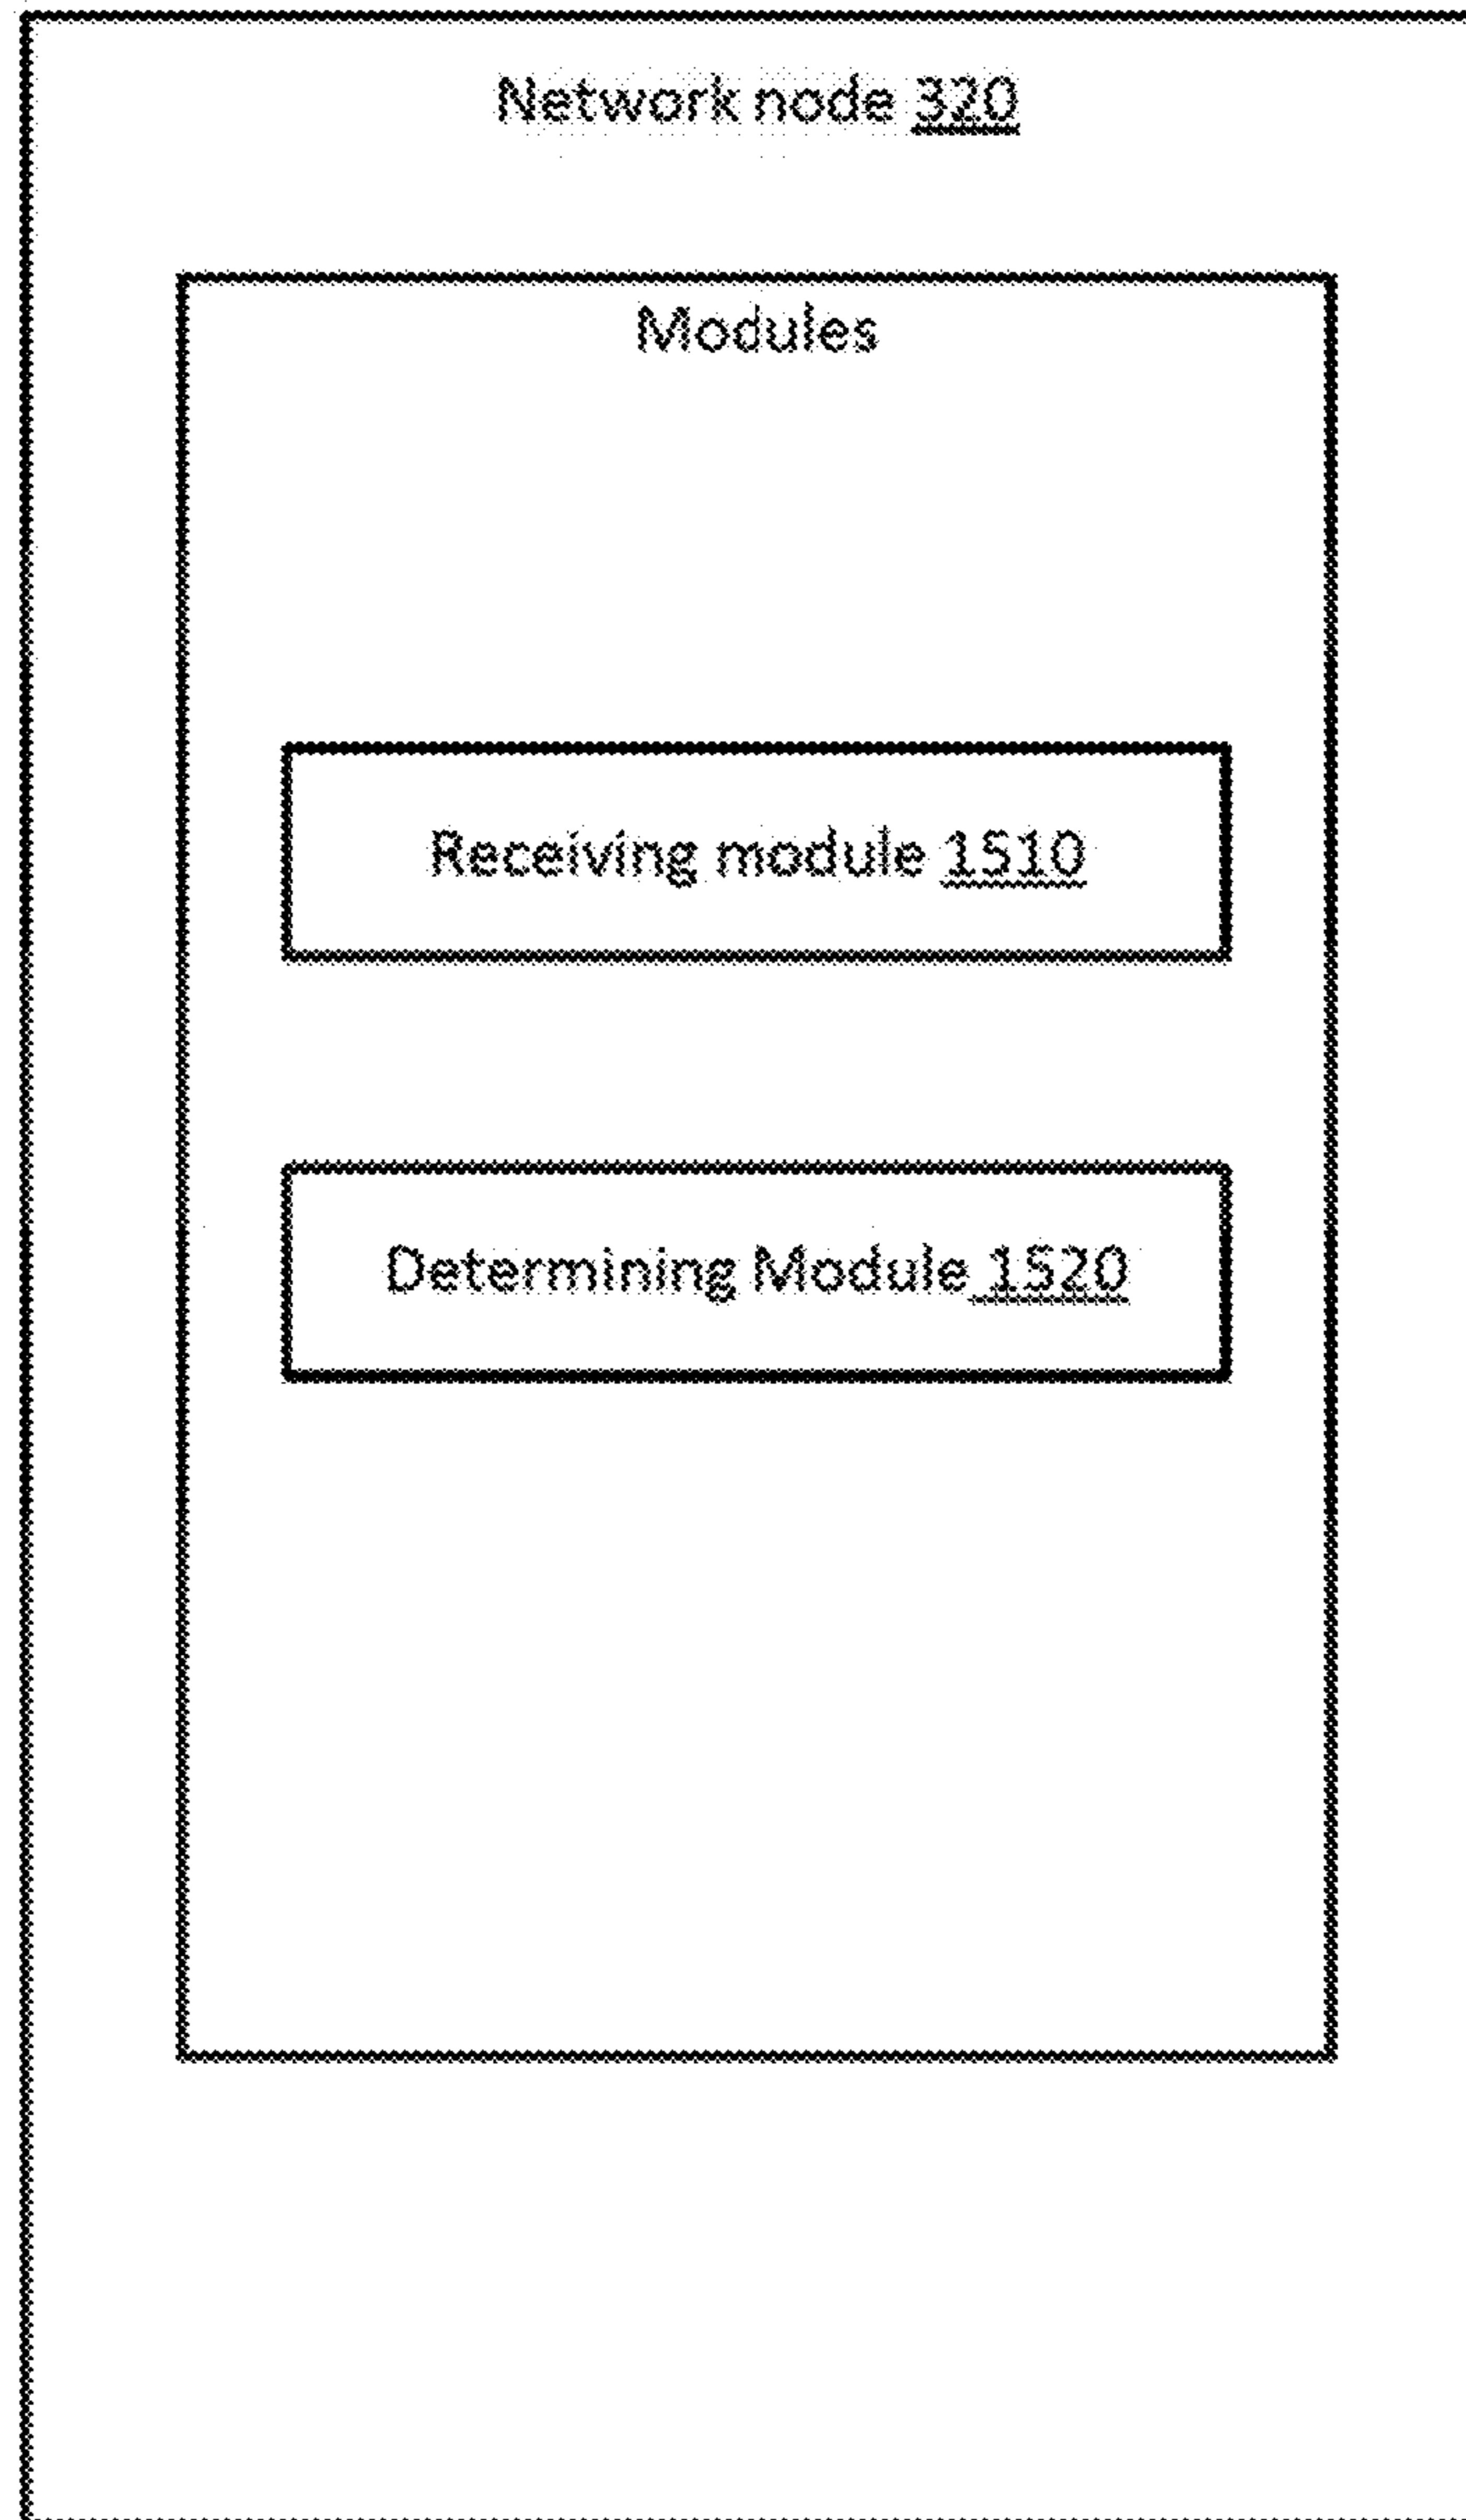 Network node 320
Modules
Receiving module 1510
Determining Module 1520